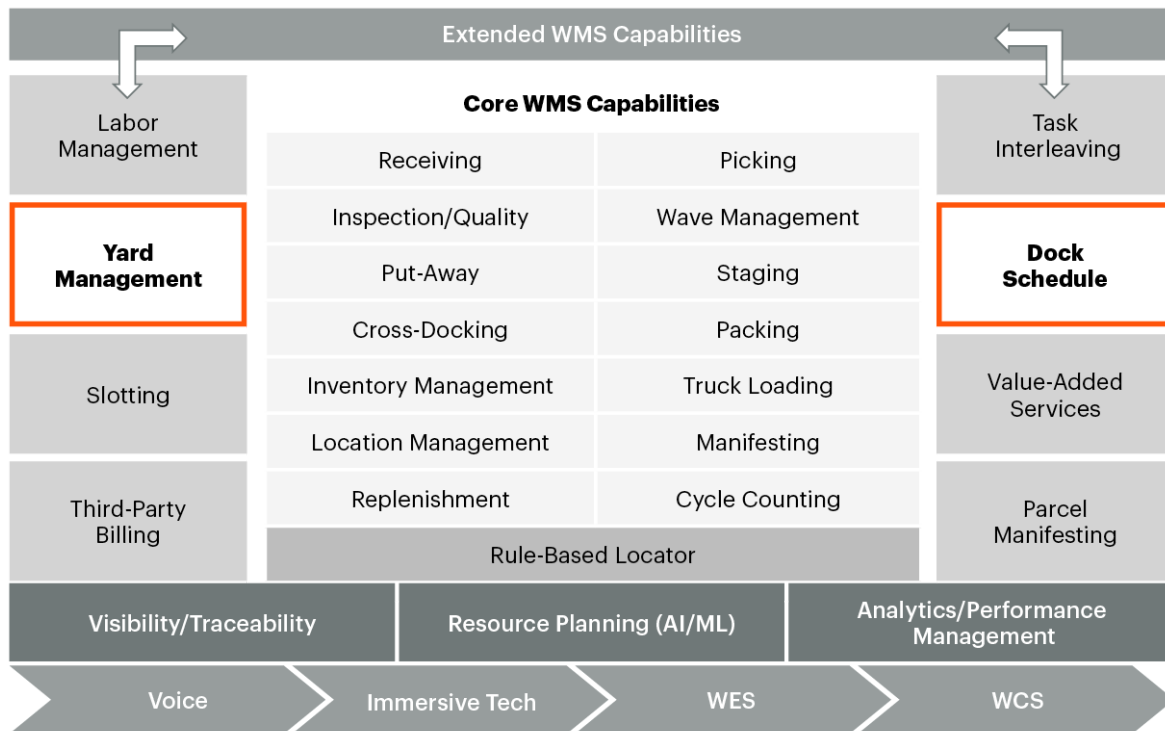 Extended WMS Capabilities
Labor
Management
Yard
Management
Slotting
Third-Party
Billing
Core WMS Capabilities
Receiving
Picking
Inspection/Quality
Wave Management
Put-Away
Staging
Cross-Docking
Packing
Inventory Management
Truck Loading
Location Management
Manifesting
Replenishment
Cycle Counting
Rule-Based Locator
Task
Interleaving
Dock
Schedule
Value-Added
Services
Parcel
Manifesting
Visibility/Traceability
Resource Planning (AI/ML)
Analytics/Performance
Management
Voice
Immersive Tech
WES
WCS